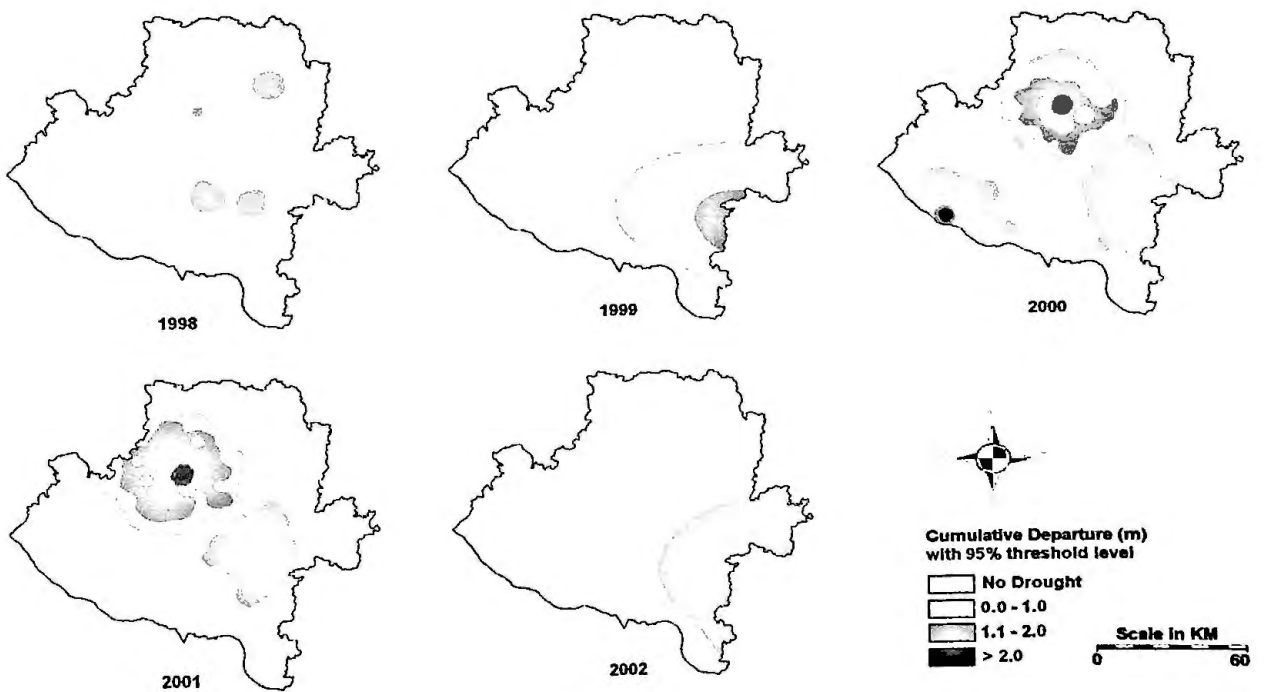 1998
1999
2000
2001
2002
Cumulative Departure (m)
with 95% threshold level
No Drought
0.0 - 1.0
1.1 - 2.0
> 2.0
Scale in KM
0 60